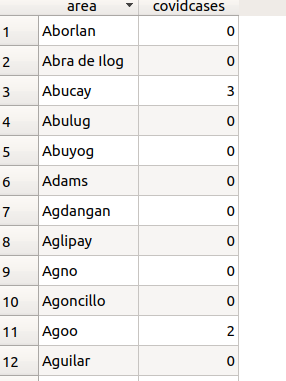 area covidcases
1 Aborlan 0
2 Abra de Ilog 0
3 Abucay 3
4 Abulug 0
5 Abuyog 0
6 Adams 0
7 Agdangan 0
8 Aglipay 0
9 Agno 0
10 Agoncillo 0
11 Agoo 2
12 Aguilar 0